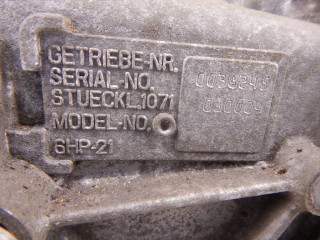 GETRIEBE-NR.
SERIAL-NO.
STUECKL.1071
MODEL-NO.
6HP-21